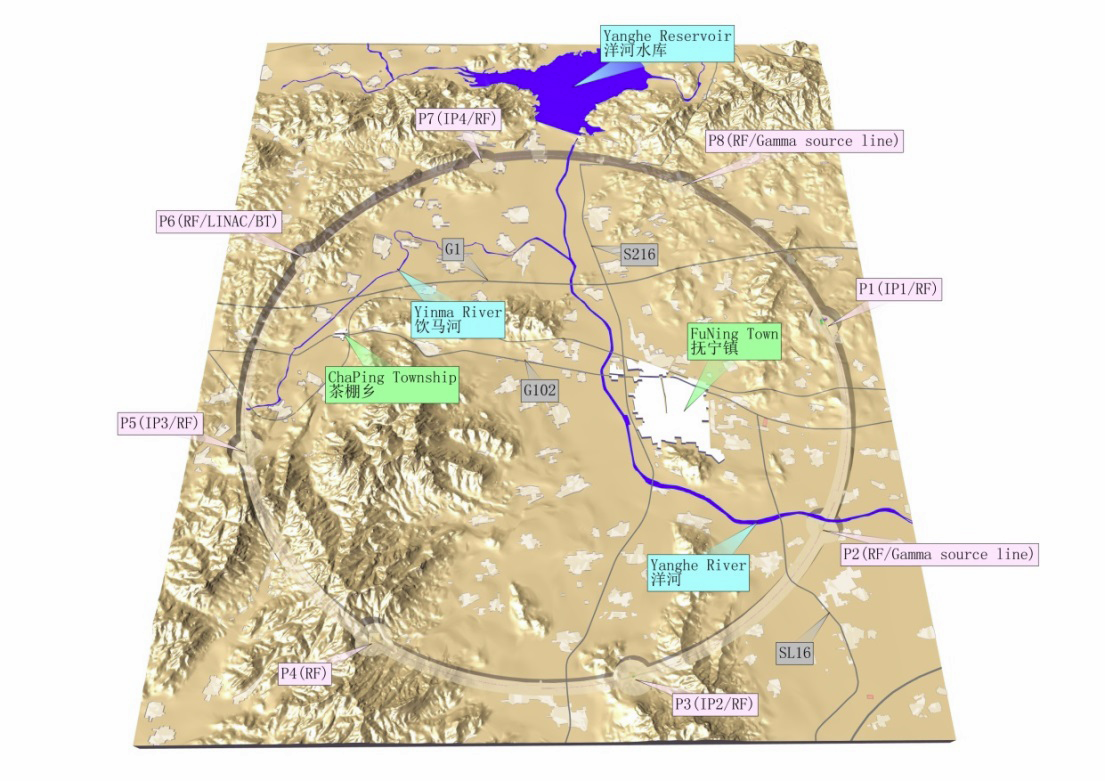 Yanghe Reservoir
洋河水库
P7(IP4/RF)
P8(RF/Gamma source line)
P6(RF/LINAC/BT)
G1
S216
P1(IP1/RF)
Yinma River
饮马河
FuNing Town
抚宁镇
ChaPing Township
茶棚乡
G102
P5(IP3/RF)
P2(RF/Gamma source line)
Yanghe River
洋河
SL16
P4(RF)
P3(IP2/RF)